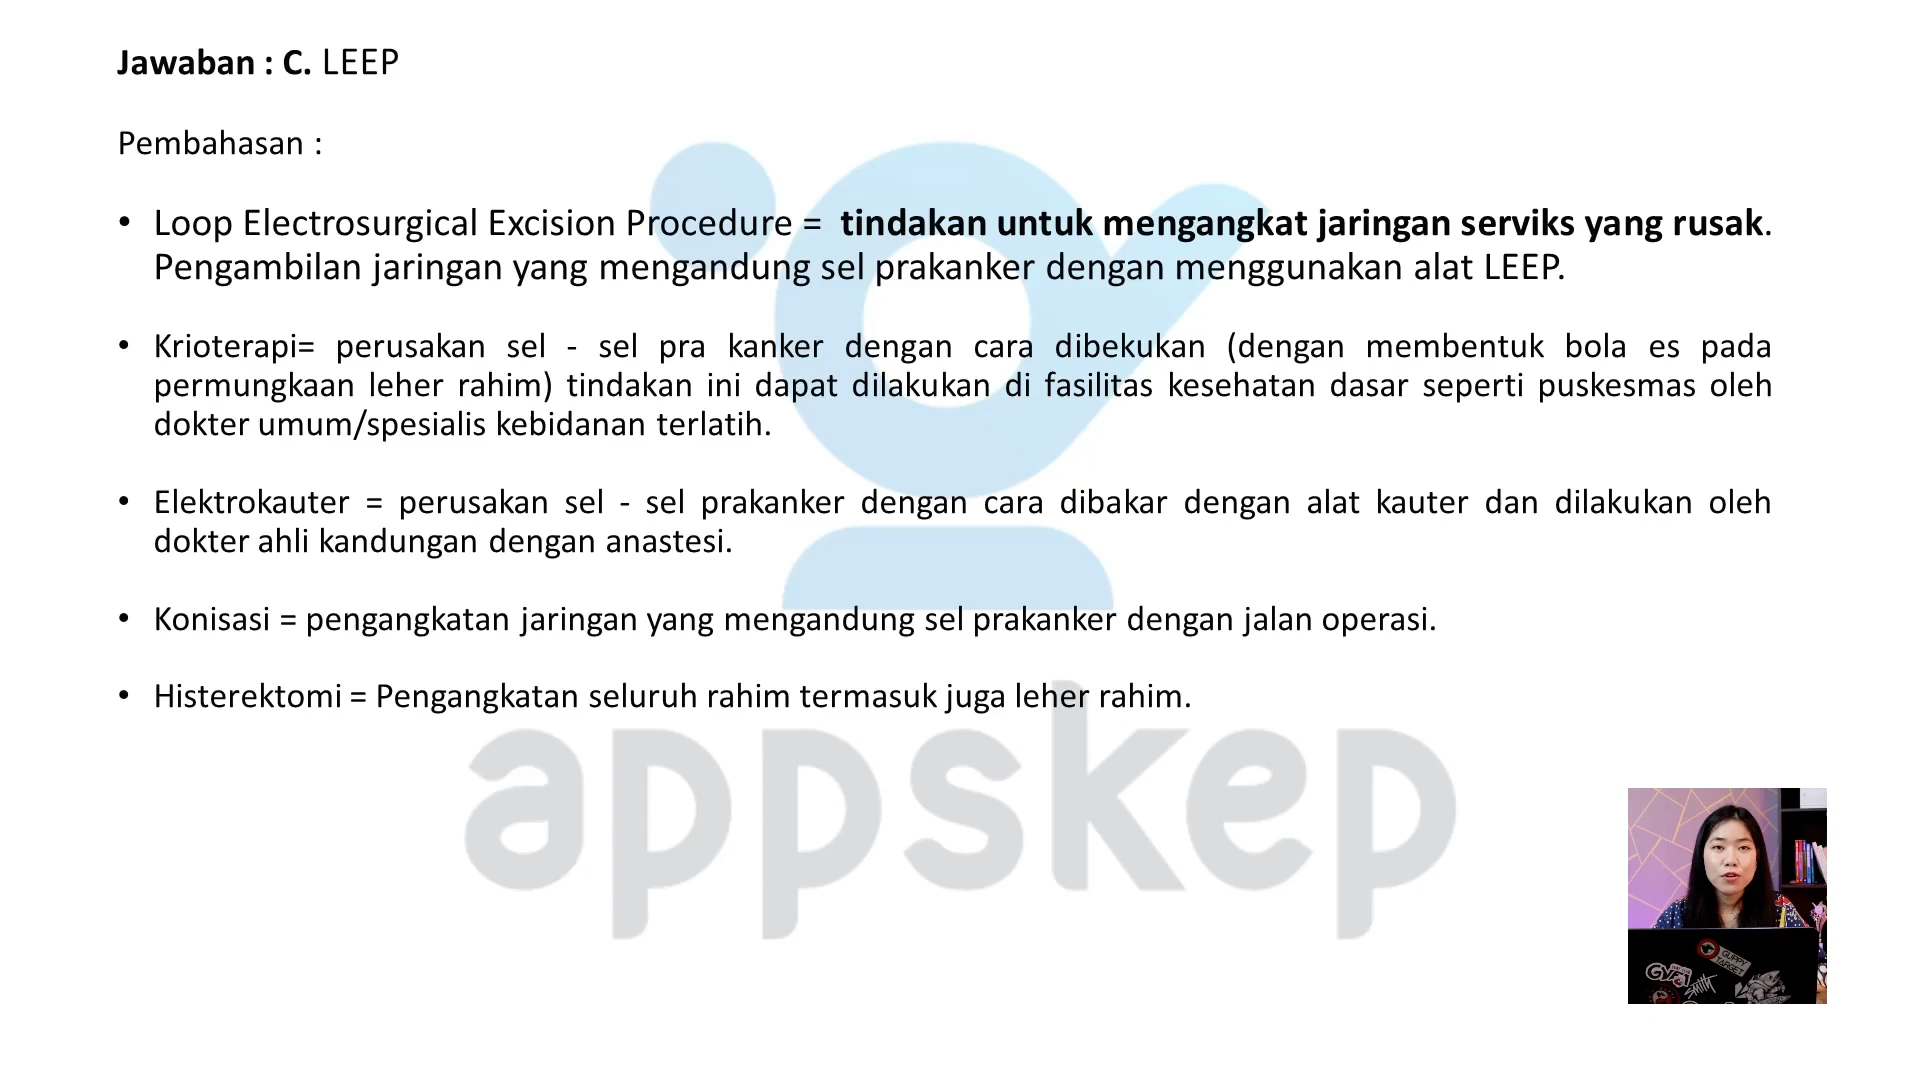 Jawaban : C. LEEP
Pembahasan :
• Loop Electrosurgical Excision Procedure = tindakan untuk mengangkat jaringan serviks yang rusak.
Pengambilan jaringan yang mengandung sel prakanker dengan menggunakan alat LEEP.
• Krioterapi= perusakan sel - sel pra kanker dengan cara dibekukan (dengan membentuk bola es pada
permungkaan leher rahim) tindakan ini dapat dilakukan di fasilitas kesehatan dasar seperti puskesmas oleh
dokter umum/spesialis kebidanan terlatih.
• Elektrokauter = perusakan sel - sel prakanker dengan cara dibakar dengan alat kauter dan dilakukan oleh
dokter ahli kandungan dengan anastesi.
• Konisasi = pengangkatan jaringan yang mengandung sel prakanker dengan jalan operasi.
• Histerektomi = Pengangkatan seluruh rahim termasuk juga leher rahim.
appskep
GUPPY
TARGET
SMITH